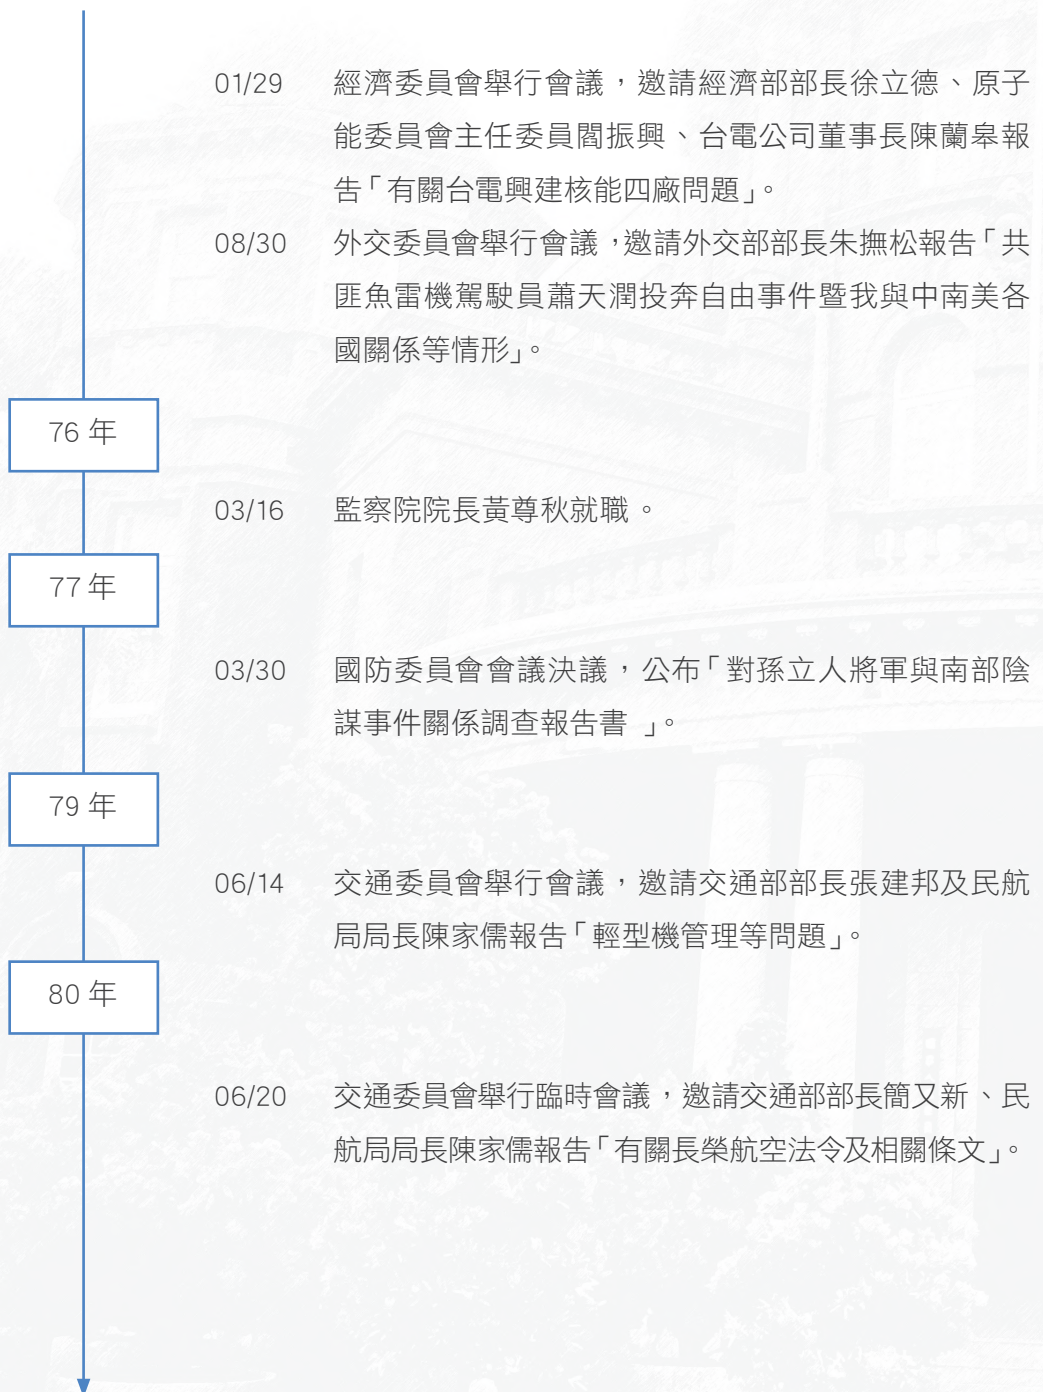 01/29 經濟委員會舉行會議，邀請經濟部部長徐立德、原子
能委員會主任委員閻振興、台電公司董事長陳蘭皋報
告「有關台電興建核能四廠問題」。
08/30 外交委員會舉行會議，邀請外交部部長朱撫松報告「共
匪魚雷機駕駛員蕭天潤投奔自由事件暨我與中南美各
國關係等情形」。
76 年
03/16 監察院院長黃尊秋就職。
77 年
03/30 國防委員會會議決議，公布「對孫立人將軍與南部陰
謀事件關係調查報告書 」。
79 年
06/14 交通委員會舉行會議，邀請交通部部長張建邦及民航
局局長陳家儒報告「輕型機管理等問題」。
80 年
06/20 交通委員會舉行臨時會議，邀請交通部部長簡又新、民
航局局長陳家儒報告「有關長榮航空法令及相關條文」。